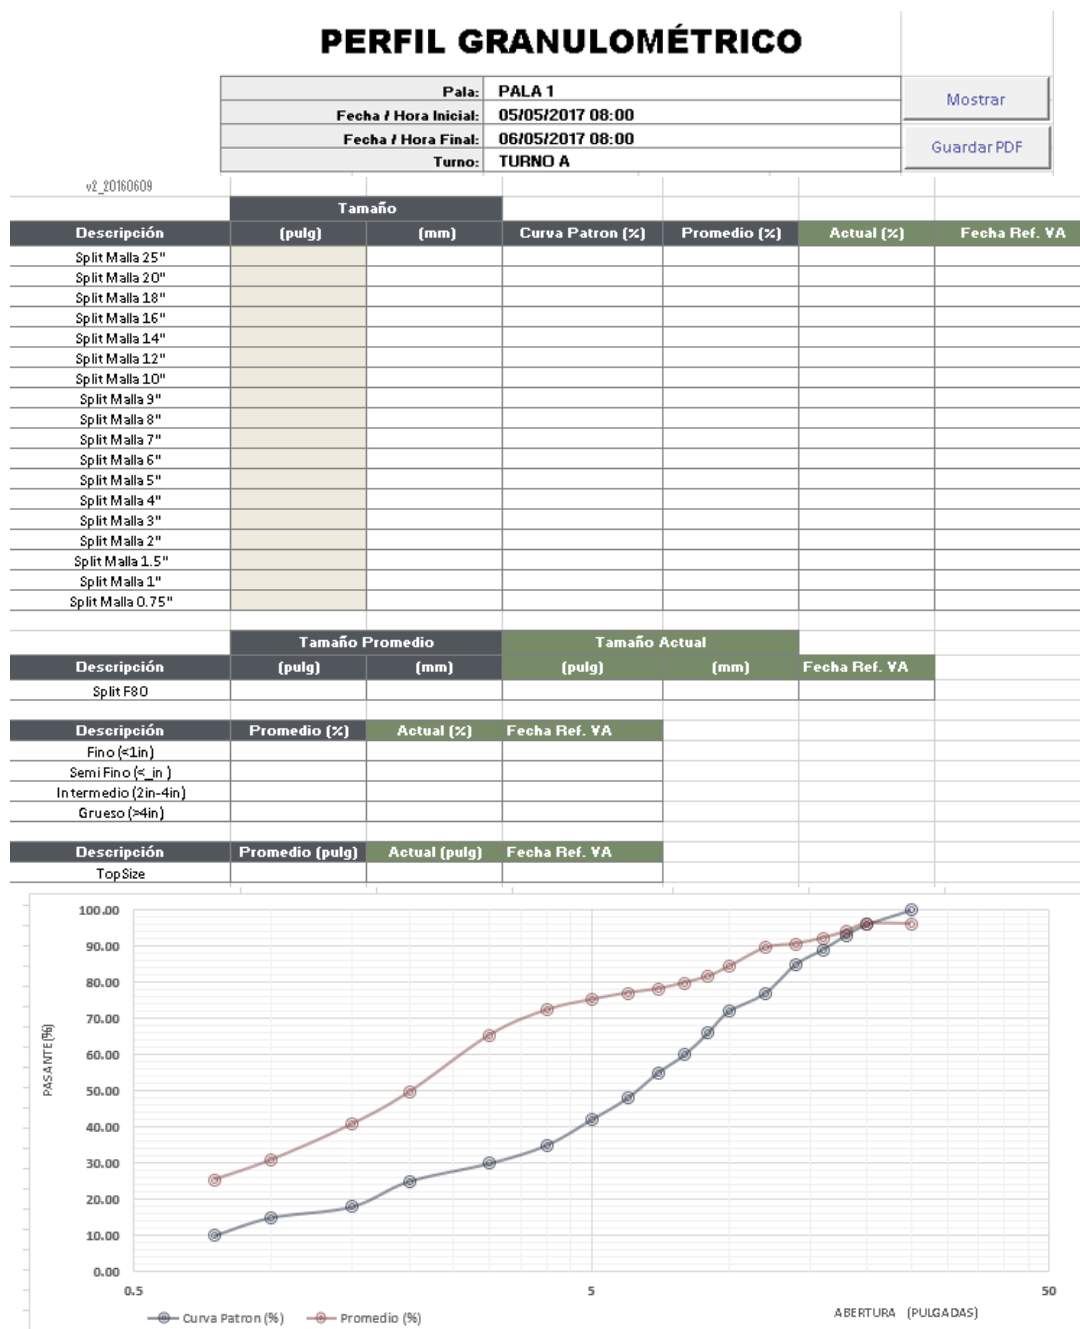 PERFIL GRANULOMÉTRICO
Pala: PALA 1
Mostrar
Fecha / Hora Inicial: 05/05/2017 08:00
Fecha / Hora Final: 06/05/2017 08:00
Guardar PDF
Turno: TURNO A
v2_20160609
Tamaño
Descripción (pulg) (mm) Curva Patron (%) Promedio (%) Actual (%) Fecha Ref. VA
Split Malla 25"
Split Malla 20"
Split Malla 18"
Split Malla 16"
Split Malla 14"
Split Malla 12"
Split Malla 10"
Split Malla 9"
Split Malla 8"
Split Malla 7"
Split Malla 6"
Split Malla 5"
Split Malla 4"
Split Malla 3"
Split Malla 2"
Split Malla 1.5"
Split Malla 1"
Split Malla 0.75"
Tamaño Promedio Tamaño Actual
Descripción (pulg) (mm) (pulg) (mm) Fecha Ref. VA
Split F80
Descripción Promedio (%) Actual (%) Fecha Ref. VA
Fino (<1in)
Semi Fino (<_in )
Intermedio (2in-4in)
Grueso (>4in)
Descripción Promedio (pulg) Actual (pulg) Fecha Ref. VA
TopSize
100.00
90.00
80.00
70.00
60.00
50.00
40.00
30.00
20.00
10.00
0.00
PASANTE(%)
0.5 5 50
Curva Patron (%) Promedio (%)
ABERTURA (PULGADAS)